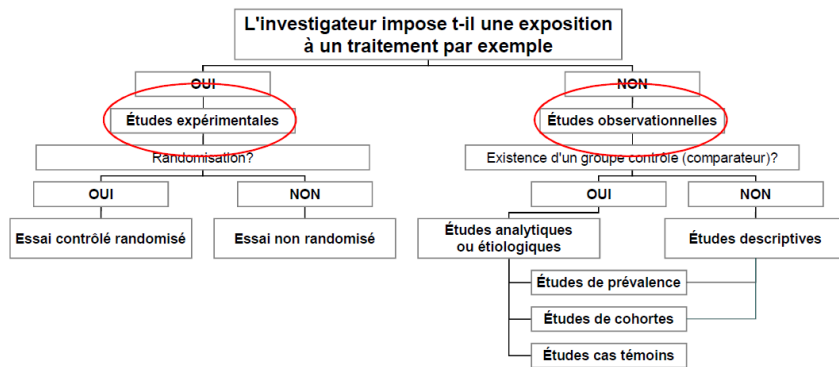 L'investigateur impose t-il une exposition
à un traitement par exemple
OUI
NON
Études expérimentales
Études observationnelles
Randomisation?
Existence d'un groupe contrôle (comparateur)?
OUI
NON
OUI
NON
Essai contrôlé randomisé
Essai non randomisé
Études analytiques
ou étiologiques
Études descriptives
Études de prévalence
Études de cohortes
Études cas témoins